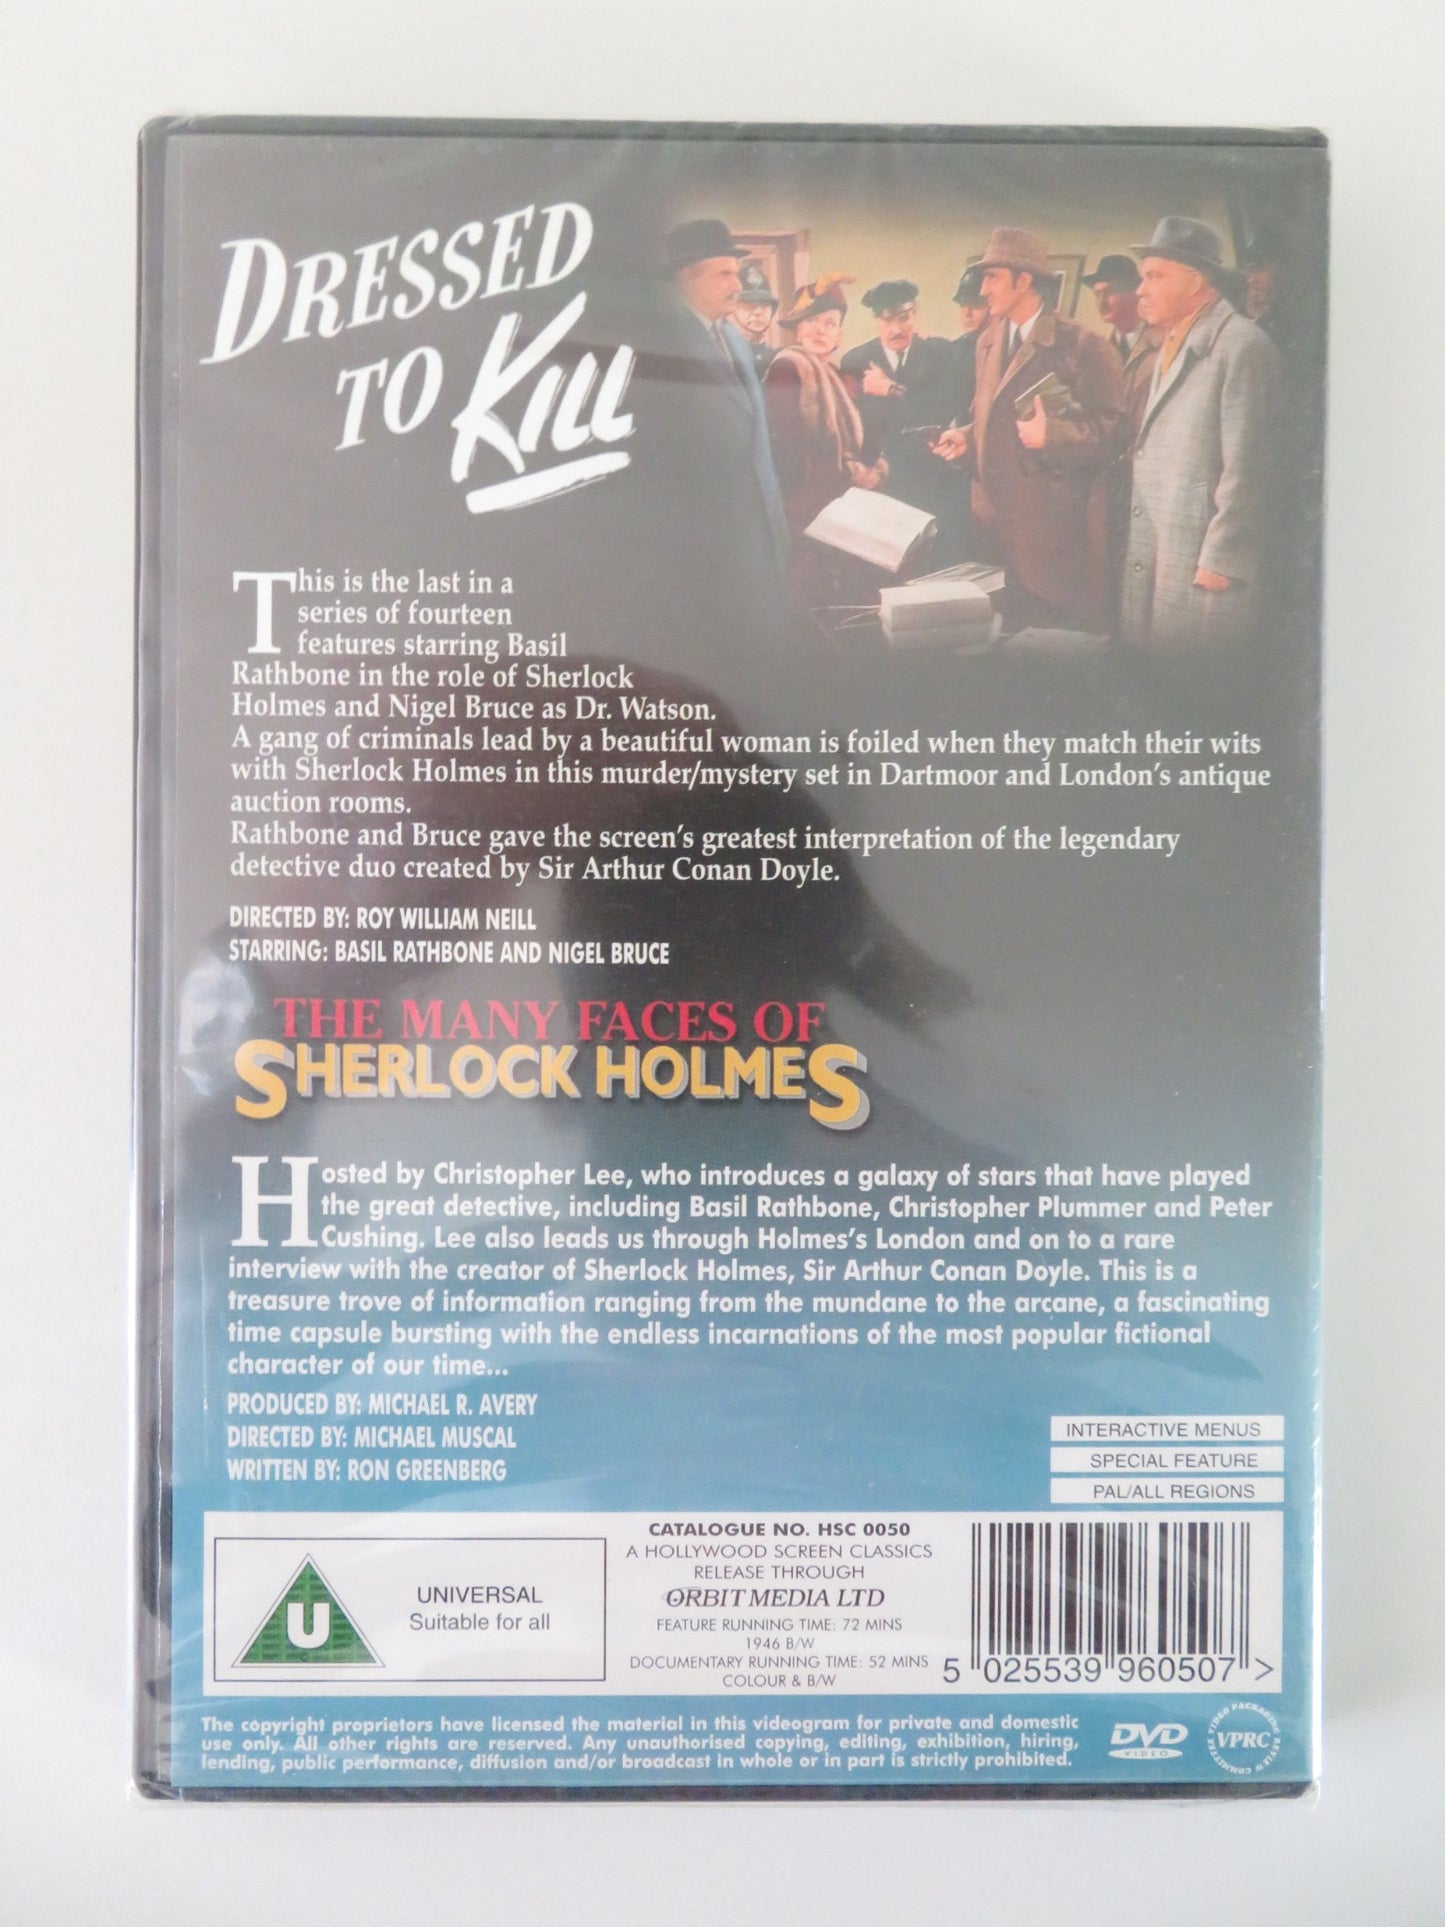 DRESSED
TO KILL
This is the last in a
series of fourteen
features starring Basil
Rathbone in the role of Sherlock
Holmes and Nigel Bruce as Dr. Watson.
A gang of criminals lead by a beautiful woman is foiled when they match their wits
with Sherlock Holmes in this murder/mystery set in Dartmoor and London's antique
auction rooms.
Rathbone and Bruce gave the screen's greatest interpretation of the legendary
detective duo created by Sir Arthur Conan Doyle.
DIRECTED BY: ROY WILLIAM NEILL
STARRING: BASIL RATHBONE AND NIGEL BRUCE
THE MANY FACES OF
SHERLOCK HOLMES
Hosted by Christopher Lee, who introduces a galaxy of stars that have played
the great detective, including Basil Rathbone, Christopher Plummer and Peter
Cushing. Lee also leads us through Holmes's London and on to a rare
interview with the creator of Sherlock Holmes, Sir Arthur Conan Doyle. This is a
treasure trove of information ranging from the mundane to the arcane, a fascinating
time capsule bursting with the endless incarnations of the most popular fictional
character of our time...
PRODUCED BY: MICHAEL R. AVERY
DIRECTED BY: MICHAEL MUSCAL
WRITTEN BY: RON GREENBERG
INTERACTIVE MENUS
SPECIAL FEATURE
PAL/ALL REGIONS
U
UNIVERSAL
Suitable for all
CATALOGUE NO. HSC 0050
A HOLLYWOOD SCREEN CLASSICS
RELEASE THROUGH
ORBIT MEDIA LTD
FEATURE RUNNING TIME: 72 MINS
1946 B/W
DOCUMENTARY RUNNING TIME: 52 MINS
COLOUR & B/W
5 025539 960507 >
The copyright proprietors have licensed the material in this videogram for private and domestic
use only. All other rights are reserved. Any unauthorised copying, editing, exhibition, hiring,
lending, public performance, diffusion and/or broadcast in whole or in part is strictly prohibited.
DVD
VIDEO
VIDEO PACKAGING REVIEW COMMITTEE
VPRC